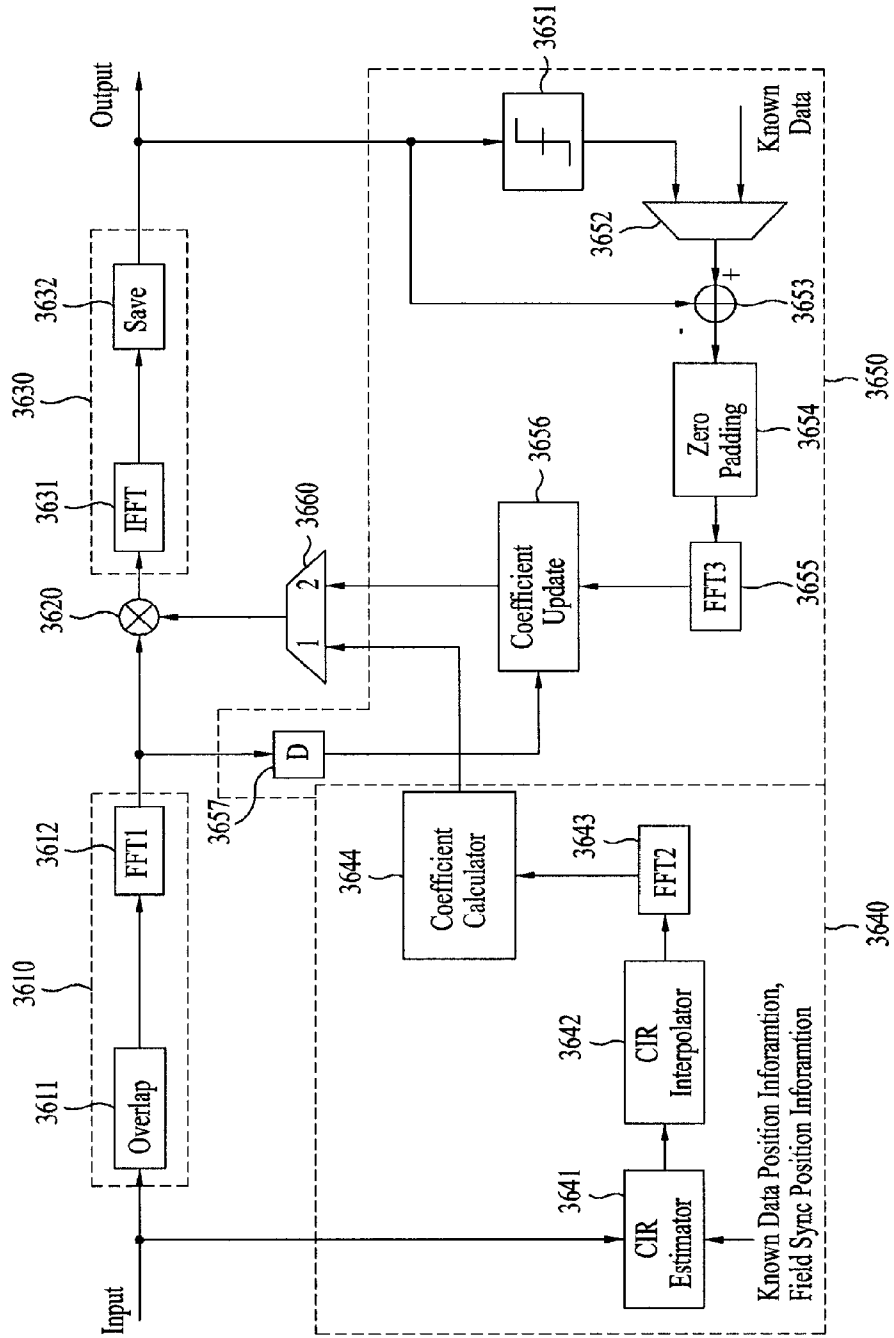 Input
3610
3611
Overlap
3612
FFT1
3620
3630
3631
IFFT
3632
Save
Output
3657
D
3660
1
2
3656
Coefficient
Update
3651
3652
Known
Data
+
-
3653
3654
Zero
Padding
3655
FFT3
3650
3644
Coefficient
Calculator
3643
FFT2
3642
CIR
Interpolator
3641
CIR
Estimator
3640
Known Data Position Inforamtion,
Field Sync Position Inforamtion